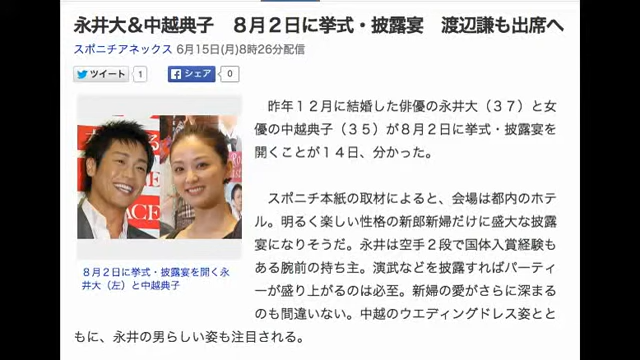 永井大＆中越典子　８月２日に挙式・披露宴　渡辺謙も出席へ
スポニチアネックス 6月15日(月)8時26分配信
ツイート 1 シェア 0
昨年１２月に結婚した俳優の永井大（３７）と女
優の中越典子（３５）が８月２日に挙式・披露宴を
開くことが１４日、分かった。
スポニチ本紙の取材によると、会場は都内のホテ
ル。明るく楽しい性格の新郎新婦だけに盛大な披露
宴になりそうだ。永井は空手２段で国体入賞経験も
ある腕前の持ち主。演武などを披露すればパーティ
ーが盛り上がるのは必至。新婦の愛がさらに深まる
のも間違いない。中越のウエディングドレス姿とと
もに、永井の男らしい姿も注目される。
８月２日に挙式・披露宴を開く永
井大（左）と中越典子